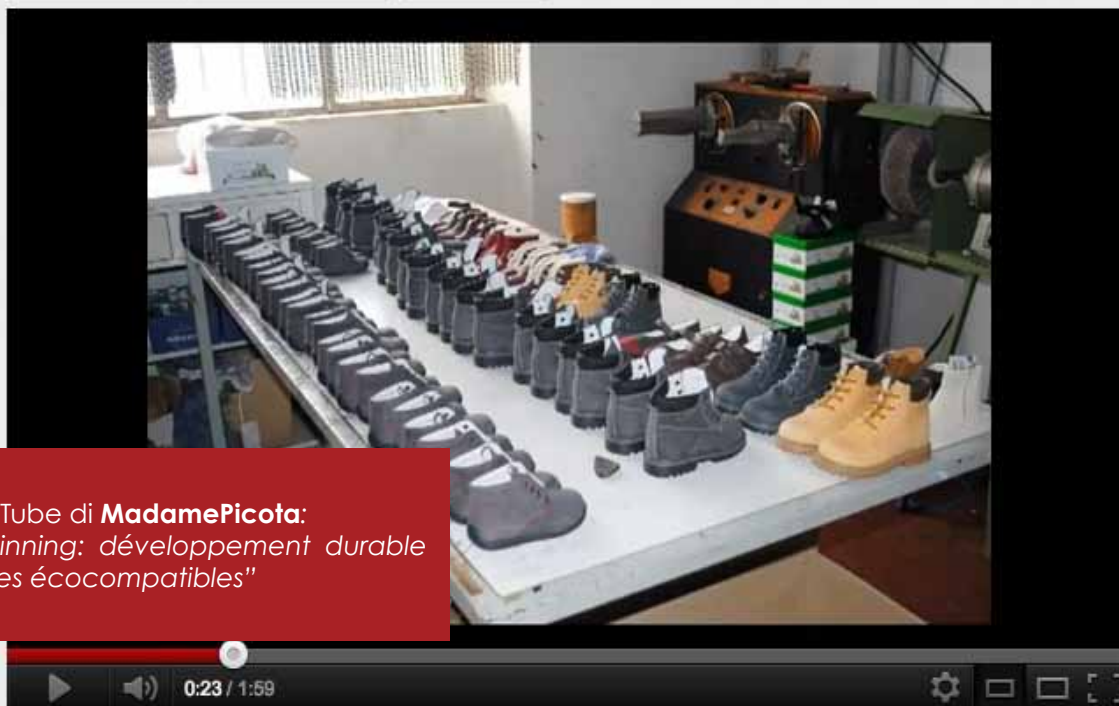 Tube di MadamePicota:
inning: développement durable
es écocompatibles”
0:23 / 1:59